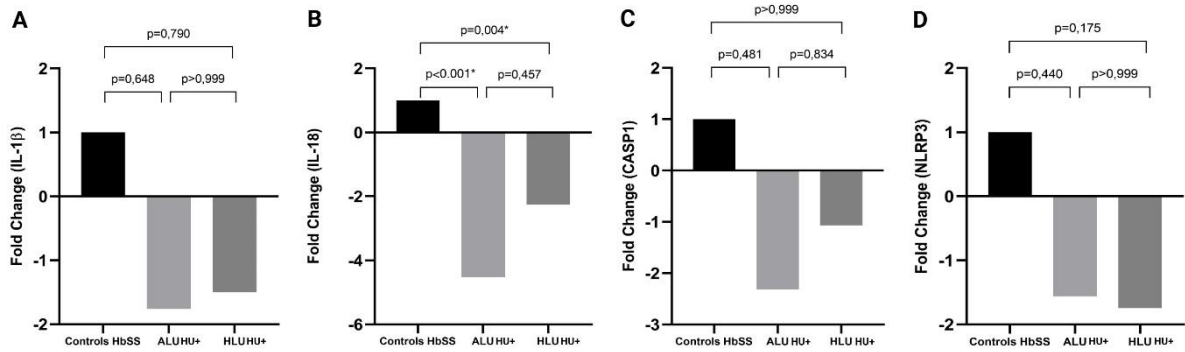 A
p=0,790
p=0,648
p>0,999
2
1
0
-1
-2
Fold Change (IL-1β)
Controls HbSS
ALU HU+
HLU HU+
B
p=0,004*
p<0.001*
p=0,457
2
0
-2
-4
-6
Fold Change (IL-18)
Controls HbSS
ALU HU+
HLU HU+
C
p>0,999
p=0,481
p=0,834
2
1
0
-1
-2
-3
Fold Change (CASP1)
Controls HbSS
ALU HU+
HLU HU+
D
p=0,175
p=0,440
p>0,999
2
1
0
-1
-2
Fold Change (NLRP3)
Controls HbSS
ALU HU+
HLU HU+